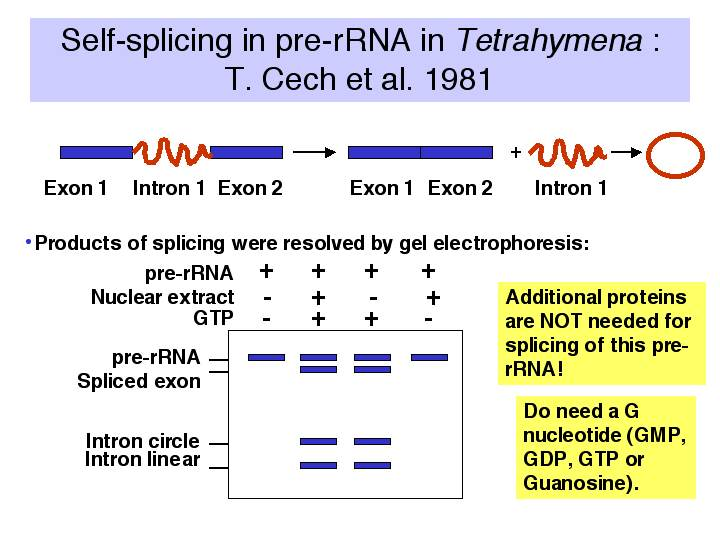 Self-splicing in pre-rRNA in Tetrahymena :
T. Cech et al. 1981
+
Exon 1 Intron 1 Exon 2 Exon 1 Exon 2 Intron 1
•Products of splicing were resolved by gel electrophoresis:
pre-rRNA + + + +
Nuclear extract - + - +
GTP - + + -
pre-rRNA
Spliced exon
Intron circle
Intron linear
Additional proteins
are NOT needed for
splicing of this pre-
rRNA!
Do need a G
nucleotide (GMP,
GDP, GTP or
Guanosine).